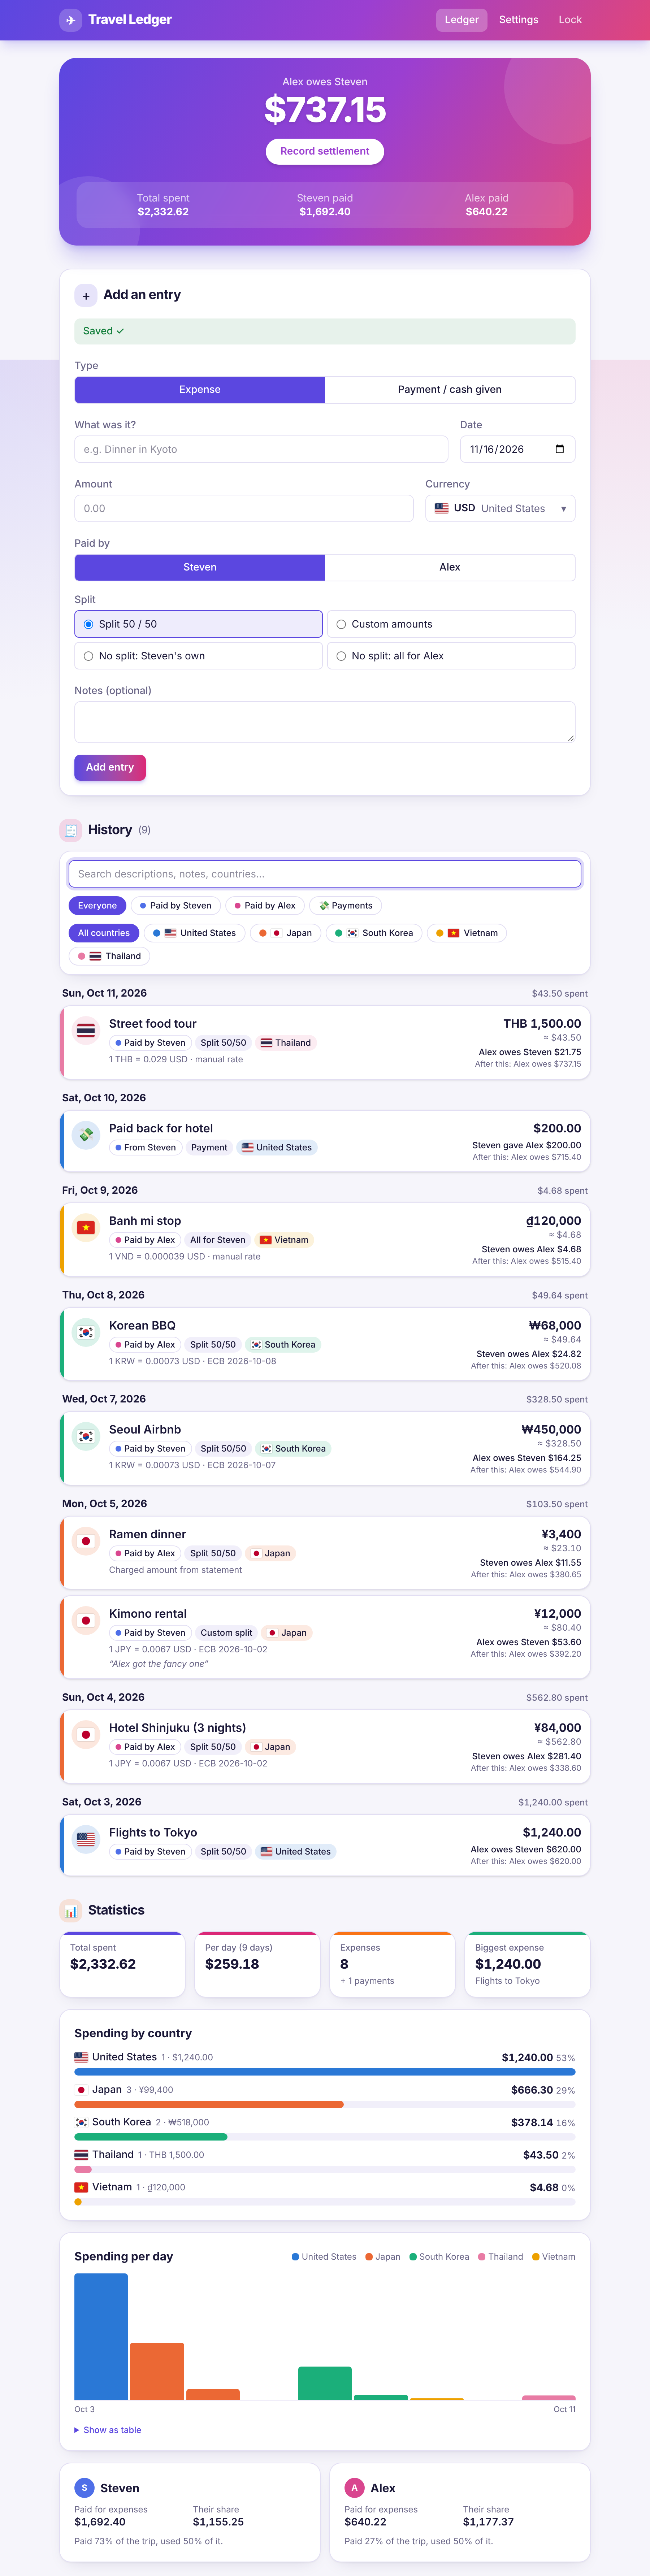 Travel Ledger
Ledger Settings Lock
Alex owes Steven
$737.15
Record settlement
Total spent Steven paid Alex paid
$2,332.62 $1,692.40 $640.22
+ Add an entry
Saved ✓
Type
Expense Payment / cash given
What was it? Date
e.g. Dinner in Kyoto 11/16/2026
Amount Currency
0.00 USD United States
Paid by
Steven Alex
Split
Split 50 / 50 Custom amounts
No split: Steven's own No split: all for Alex
Notes (optional)
Add entry
History (9)
Search descriptions, notes, countries...
Everyone Paid by Steven Paid by Alex Payments
All countries United States Japan South Korea Vietnam
Thailand
Sun, Oct 11, 2026 $43.50 spent
Street food tour THB 1,500.00
Paid by Steven Split 50/50 Thailand ≈ $43.50
1 THB = 0.029 USD · manual rate Alex owes Steven $21.75
After this: Alex owes $737.15
Sat, Oct 10, 2026
Paid back for hotel $200.00
From Steven Payment United States Steven gave Alex $200.00
After this: Alex owes $715.40
Fri, Oct 9, 2026 $4.68 spent
Banh mi stop ₫120,000
Paid by Alex All for Steven Vietnam ≈ $4.68
1 VND = 0.000039 USD · manual rate Steven owes Alex $4.68
After this: Alex owes $515.40
Thu, Oct 8, 2026 $49.64 spent
Korean BBQ ₩68,000
Paid by Alex Split 50/50 South Korea ≈ $49.64
1 KRW = 0.00073 USD · ECB 2026-10-08 Steven owes Alex $24.82
After this: Alex owes $520.08
Wed, Oct 7, 2026 $328.50 spent
Seoul Airbnb ₩450,000
Paid by Steven Split 50/50 South Korea ≈ $328.50
1 KRW = 0.00073 USD · ECB 2026-10-07 Alex owes Steven $164.25
After this: Alex owes $544.90
Mon, Oct 5, 2026 $103.50 spent
Ramen dinner ¥3,400
Paid by Alex Split 50/50 Japan ≈ $23.10
Charged amount from statement Steven owes Alex $11.55
After this: Alex owes $380.65
Kimono rental ¥12,000
Paid by Steven Custom split Japan ≈ $80.40
1 JPY = 0.0067 USD · ECB 2026-10-02 Alex owes Steven $53.60
"Alex got the fancy one" After this: Alex owes $392.20
Sun, Oct 4, 2026 $562.80 spent
Hotel Shinjuku (3 nights) ¥84,000
Paid by Alex Split 50/50 Japan ≈ $562.80
1 JPY = 0.0067 USD · ECB 2026-10-02 Steven owes Alex $281.40
After this: Alex owes $338.60
Sat, Oct 3, 2026 $1,240.00 spent
Flights to Tokyo $1,240.00
Paid by Steven Split 50/50 United States Alex owes Steven $620.00
After this: Alex owes $620.00
Statistics
Total spent Per day (9 days) Expenses Biggest expense
$2,332.62 $259.18 8 $1,240.00
+ 1 payments Flights to Tokyo
Spending by country
United States 1 · $1,240.00 $1,240.00 53%
Japan 3 · ¥99,400 $666.30 29%
South Korea 2 · ₩518,000 $378.14 16%
Thailand 1 · THB 1,500.00 $43.50 2%
Vietnam 1 · ₫120,000 $4.68 0%
Spending per day United States Japan South Korea Thailand Vietnam
Oct 3 Oct 11
Show as table
S Steven A Alex
Paid for expenses Their share Paid for expenses Their share
$1,692.40 $1,155.25 $640.22 $1,177.37
Paid 73% of the trip, used 50% of it. Paid 27% of the trip, used 50% of it.